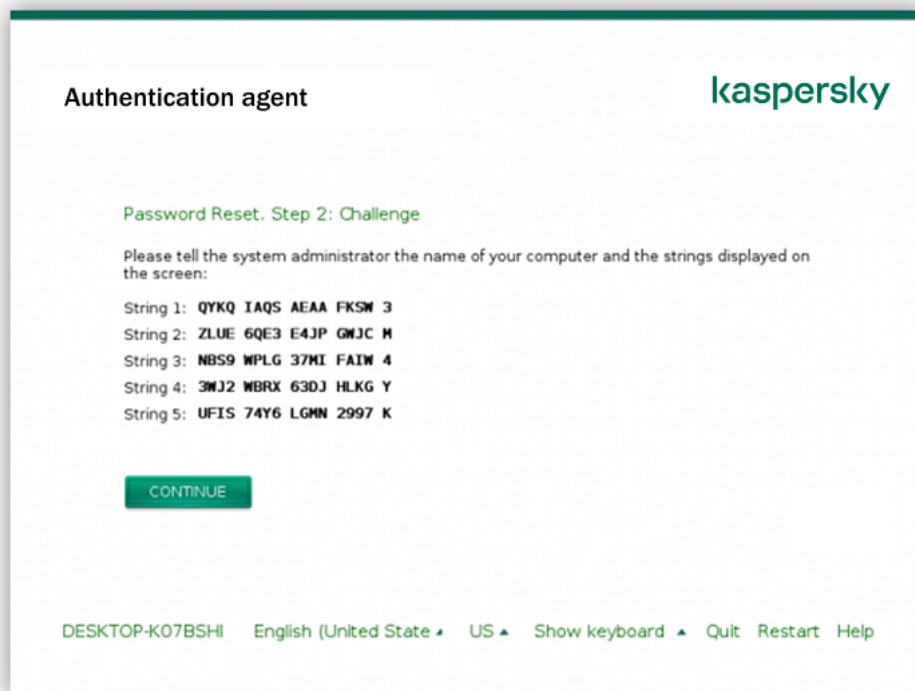 Authentication agent
kaspersky
Password Reset. Step 2: Challenge
Please tell the system administrator the name of your computer and the strings displayed on
the screen:
String 1: QYKQ IAQS AEAA FKSW 3
String 2: ZLUE 6QE3 E4JP GWJC M
String 3: NBS9 WPLG 37MI FAIW 4
String 4: 3WJ2 WBRX 63DJ HLKG Y
String 5: UFIS 74Y6 LGMN 2997 K
CONTINUE
DESKTOP-K07BSHI English (United State US Show keyboard Quit Restart Help